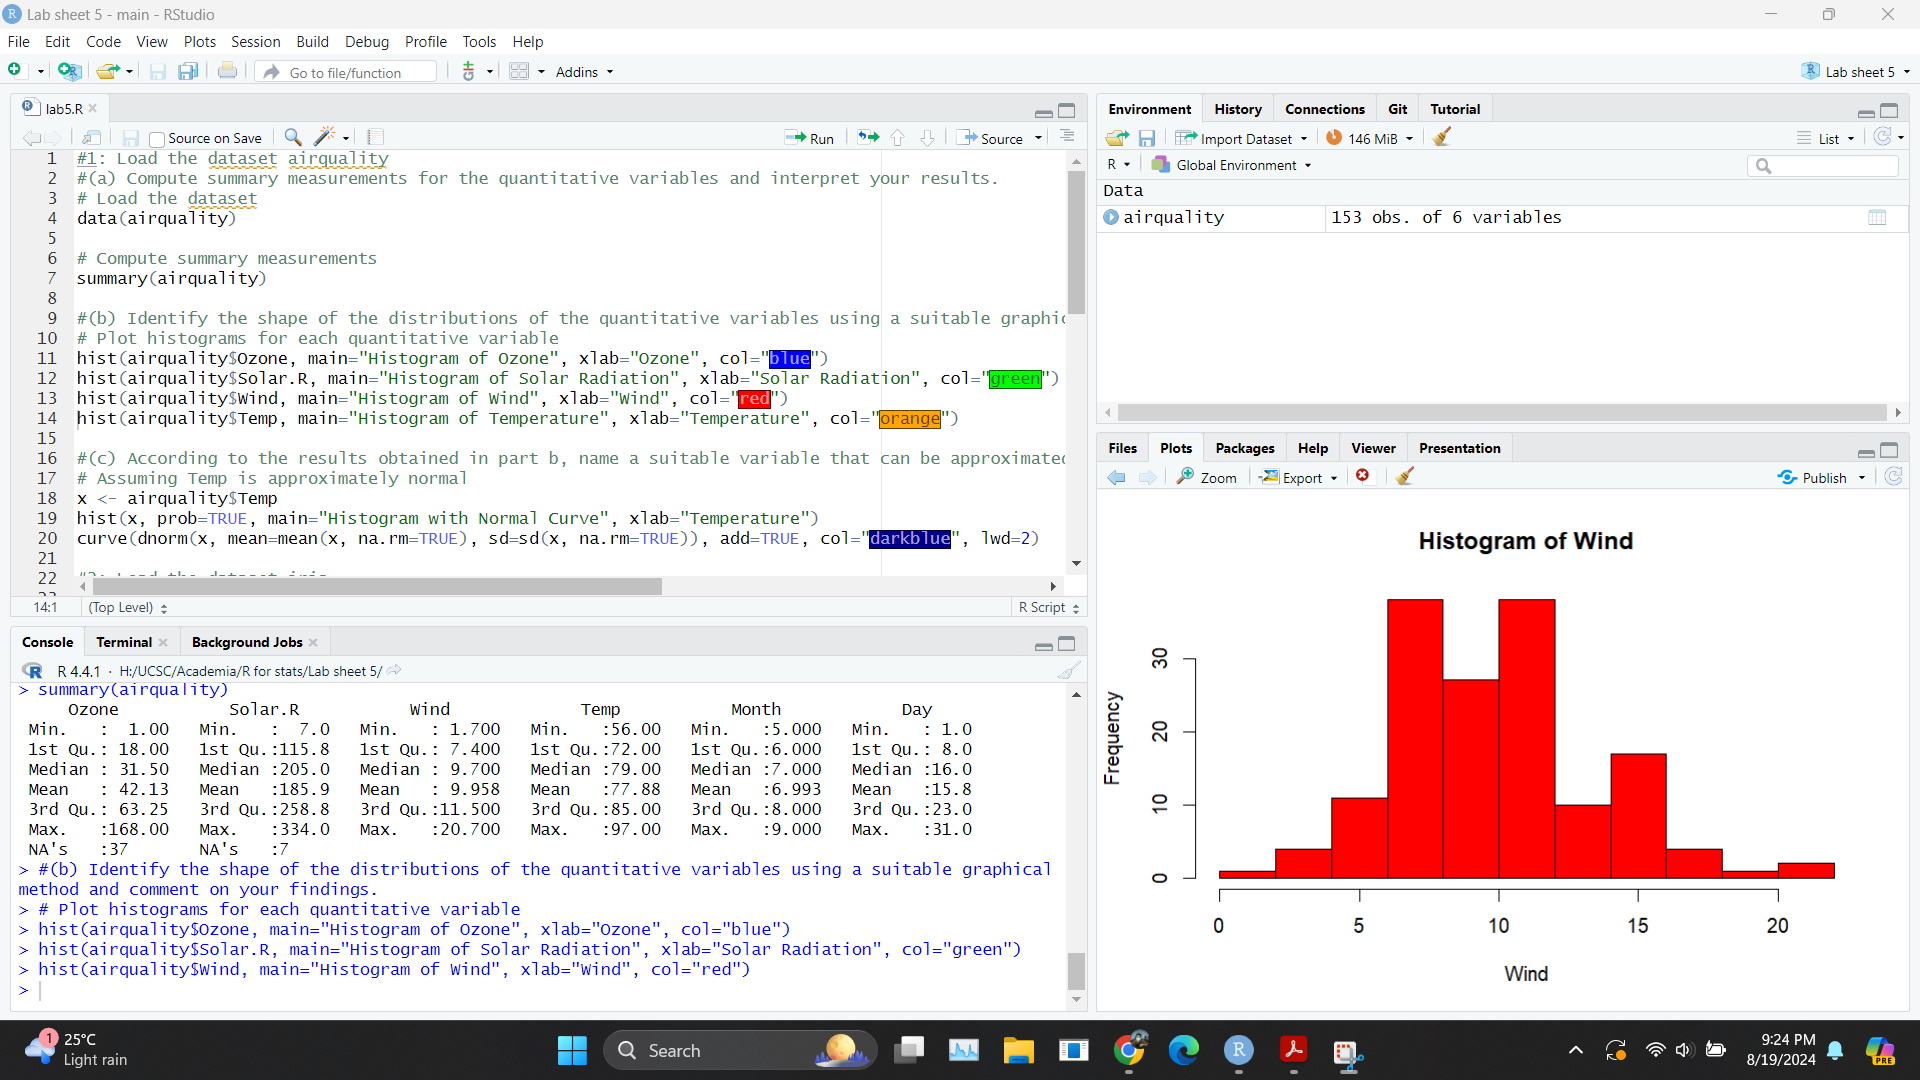 Lab sheet 5 - main - RStudio
File Edit Code View Plots Session Build Debug Profile Tools Help
Go to file/function Addins Lab sheet 5
lab5.R
Source on Save Run Source
1 #1: Load the dataset airquality
2 #(a) Compute summary measurements for the quantitative variables and interpret your results.
3 # Load the dataset
4 data(airquality)
5
6 # Compute summary measurements
7 summary(airquality)
8
9 #(b) Identify the shape of the distributions of the quantitative variables using a suitable graphic
10 # Plot histograms for each quantitative variable
11 hist(airquality$Ozone, main="Histogram of Ozone", xlab="Ozone", col="blue")
12 hist(airquality$Solar.R, main="Histogram of Solar Radiation", xlab="Solar Radiation", col="green")
13 hist(airquality$Wind, main="Histogram of Wind", xlab="Wind", col="red")
14 hist(airquality$Temp, main="Histogram of Temperature", xlab="Temperature", col="orange")
15
16 #(c) According to the results obtained in part b, name a suitable variable that can be approximated
17 # Assuming Temp is approximately normal
18 x <- airquality$Temp
19 hist(x, prob=TRUE, main="Histogram with Normal Curve", xlab="Temperature")
20 curve(dnorm(x, mean=mean(x, na.rm=TRUE), sd=sd(x, na.rm=TRUE)), add=TRUE, col="darkblue", lwd=2)
21
22
14:1 (Top Level) R Script
Console Terminal Background Jobs
R 4.4.1 · H:/UCSC/Academia/R for stats/Lab sheet 5/
> summary(airquality)
Ozone Solar.R Wind Temp Month Day
Min. : 1.00 Min. : 7.0 Min. : 1.700 Min. :56.00 Min. :5.000 Min. : 1.0
1st Qu.: 18.00 1st Qu.:115.8 1st Qu.: 7.400 1st Qu.:72.00 1st Qu.:6.000 1st Qu.: 8.0
Median : 31.50 Median :205.0 Median : 9.700 Median :79.00 Median :7.000 Median :16.0
Mean : 42.13 Mean :185.9 Mean : 9.958 Mean :77.88 Mean :6.993 Mean :15.8
3rd Qu.: 63.25 3rd Qu.:258.8 3rd Qu.:11.500 3rd Qu.:85.00 3rd Qu.:8.000 3rd Qu.:23.0
Max. :168.00 Max. :334.0 Max. :20.700 Max. :97.00 Max. :9.000 Max. :31.0
NA's :37 NA's :7
> #(b) Identify the shape of the distributions of the quantitative variables using a suitable graphical
method and comment on your findings.
> # Plot histograms for each quantitative variable
> hist(airquality$Ozone, main="Histogram of Ozone", xlab="Ozone", col="blue")
> hist(airquality$Solar.R, main="Histogram of Solar Radiation", xlab="Solar Radiation", col="green")
> hist(airquality$Wind, main="Histogram of Wind", xlab="Wind", col="red")
>
Environment History Connections Git Tutorial
Import Dataset 146 MiB List
R Global Environment
Data
airquality 153 obs. of 6 variables
Files Plots Packages Help Viewer Presentation
Zoom Export Publish
Histogram of Wind
Frequency
30
20
10
0
0 5 10 15 20
Wind
1 25°C
Light rain
Search
9:24 PM
8/19/2024
PRE